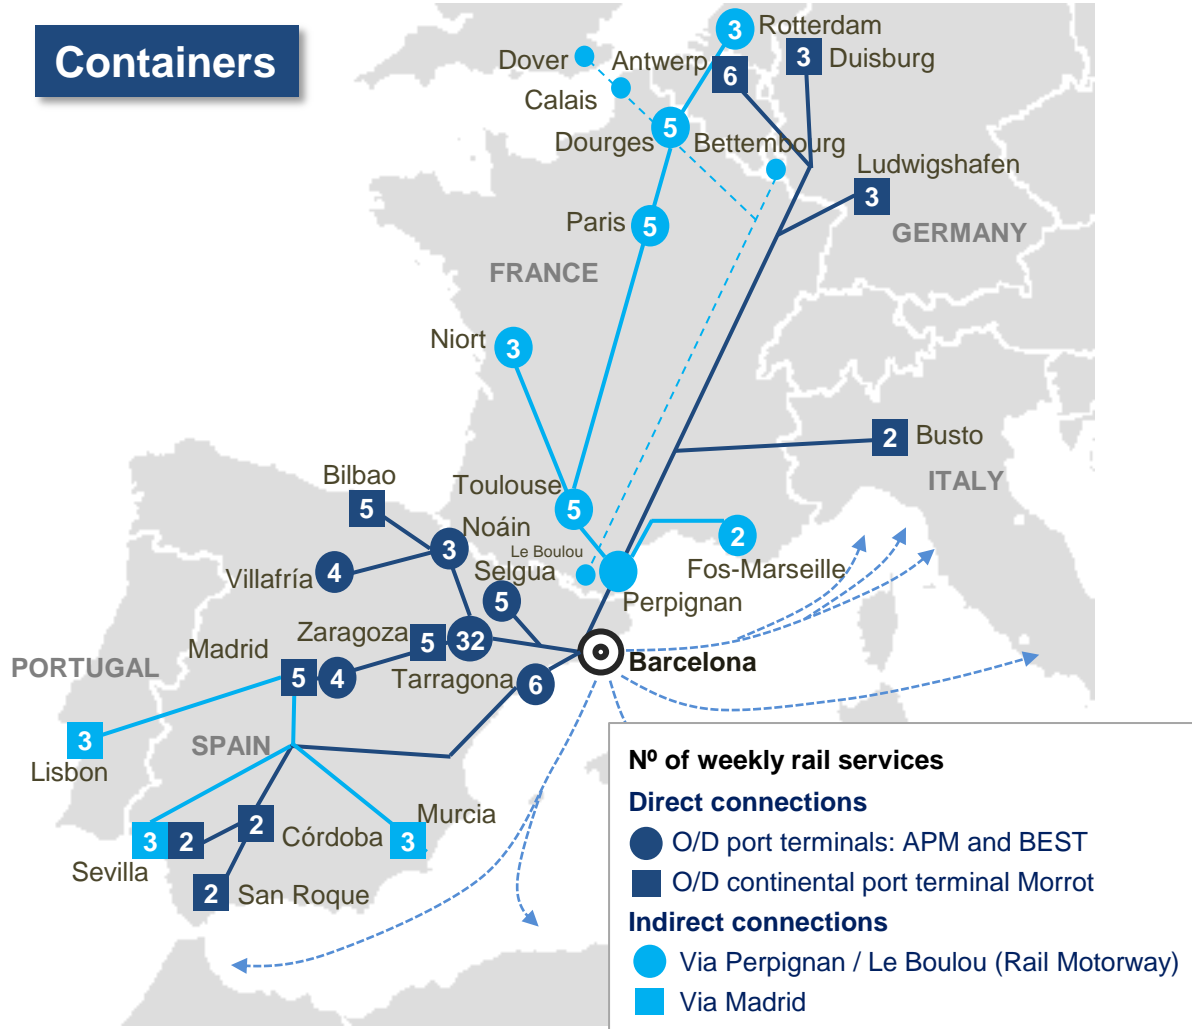 Containers
3 Rotterdam
Dover
Antwerp
6
3 Duisburg
Calais
Dourges
5
Bettembourg
Ludwigshafen
3
Paris 5
GERMANY
FRANCE
Niort 3
2 Busto
ITALY
Bilbao
5
Toulouse
5
Noáin
3
2
Fos-Marseille
Le Boulou
Villafría 4
Selgua
5
Perpignan
Zaragoza 5 32
Madrid
5 4
PORTUGAL
Tarragona 6
Barcelona
3
Lisbon
SPAIN
Murcia
3
Córdoba
2
3 2
Sevilla
2 San Roque
Nº of weekly rail services
Direct connections
O/D port terminals: APM and BEST
O/D continental port terminal Morrot
Indirect connections
Via Perpignan / Le Boulou (Rail Motorway)
Via Madrid